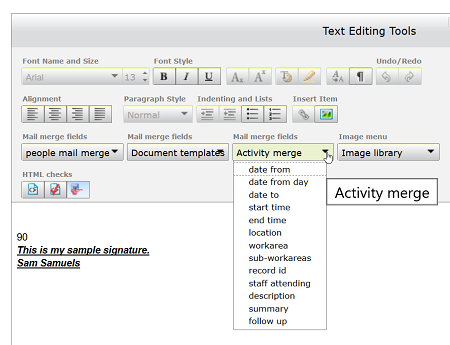 Text Editing Tools
Font Name and Size Font Style Undo/Redo
Arial 13 B I U
Alignment Paragraph Style Indenting and Lists Insert Item
Normal
Mail merge fields Mail merge fields Mail merge fields Image menu
people mail merge Document templates Activity merge Image library
HTML checks
date from
date from day
date to
start time
end time
location
workarea
sub-workareas
record id
staff attending
description
summary
follow up
Activity merge
90
This is my sample signature.
Sam Samuels